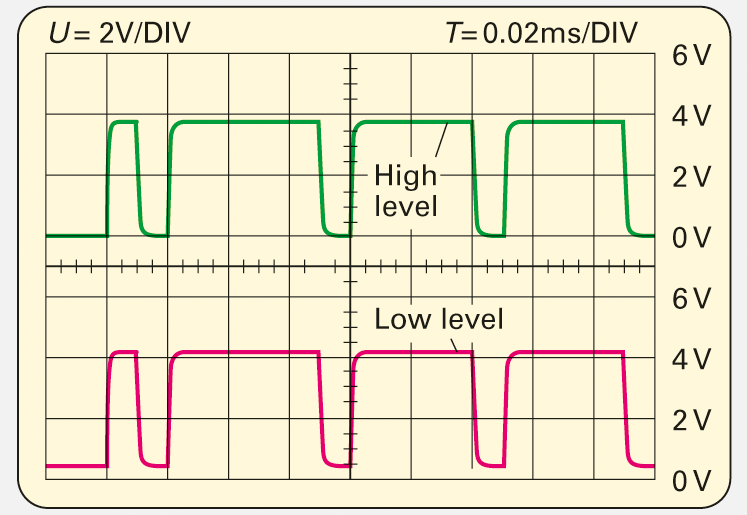 U = 2V/DIV
T = 0.02ms/DIV
6 V
4 V
2 V
0 V
High
level
6 V
4 V
2 V
0 V
Low level